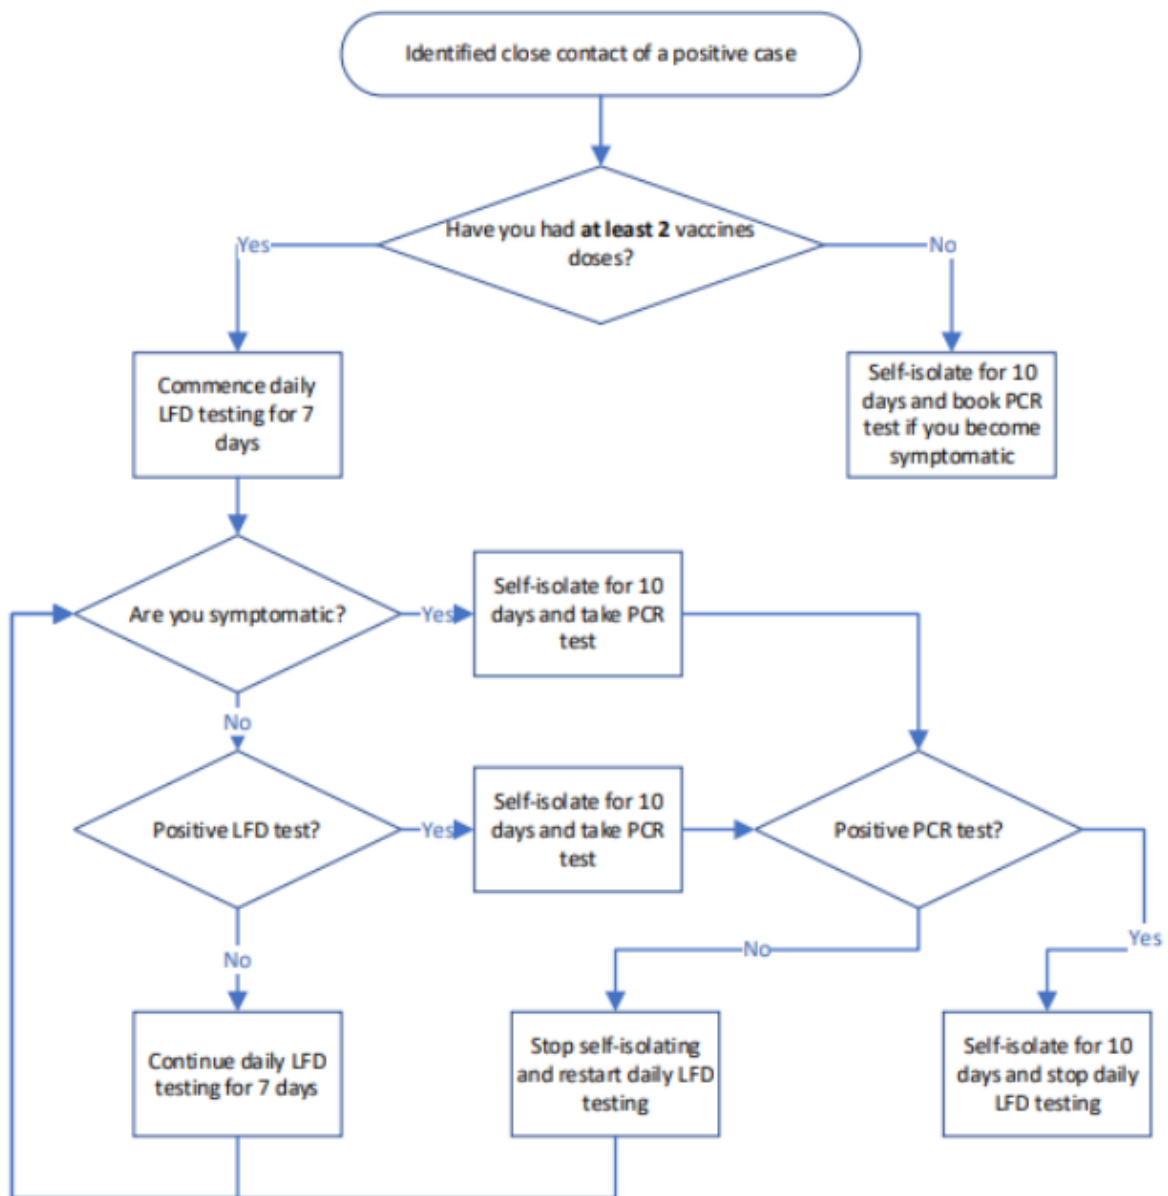 Identified close contact of a positive case
Have you had at least 2 vaccines
doses?
Yes
No
Commence daily
LFD testing for 7
days
Self-isolate for 10
days and book PCR
test if you become
symptomatic
Are you symptomatic?
Yes
Self-isolate for 10
days and take PCR
test
No
Positive LFD test?
Yes
Self-isolate for 10
days and take PCR
test
Positive PCR test?
No
No
Yes
Continue daily LFD
testing for 7 days
Stop self-isolating
and restart daily LFD
testing
Self-isolate for 10
days and stop daily
LFD testing